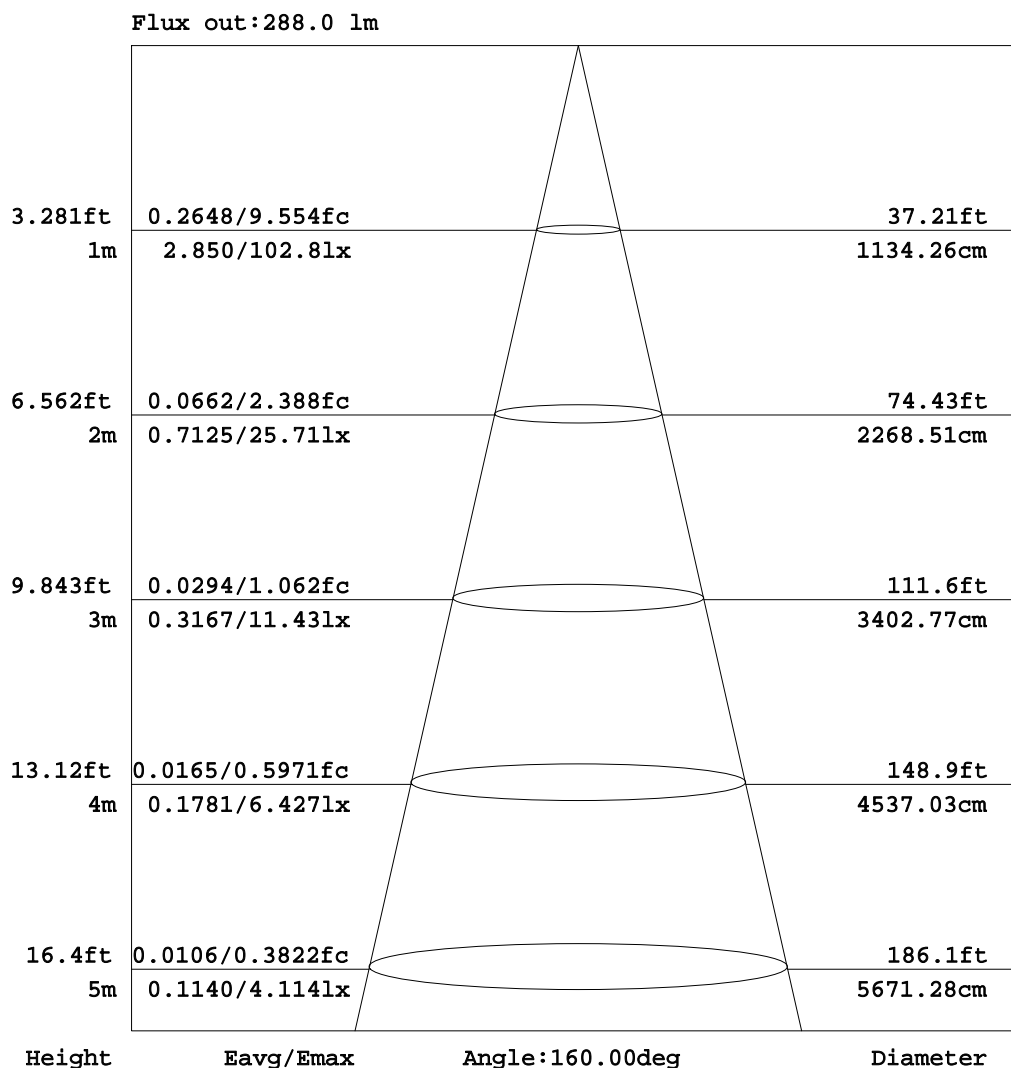 Flux out:288.0 lm
3.281ft 0.2648/9.554fc 37.21ft
1m 2.850/102.8lx 1134.26cm
6.562ft 0.0662/2.388fc 74.43ft
2m 0.7125/25.71lx 2268.51cm
9.843ft 0.0294/1.062fc 111.6ft
3m 0.3167/11.43lx 3402.77cm
13.12ft 0.0165/0.5971fc 148.9ft
4m 0.1781/6.427lx 4537.03cm
16.4ft 0.0106/0.3822fc 186.1ft
5m 0.1140/4.114lx 5671.28cm
Height Eavg/Emax Angle:160.00deg Diameter